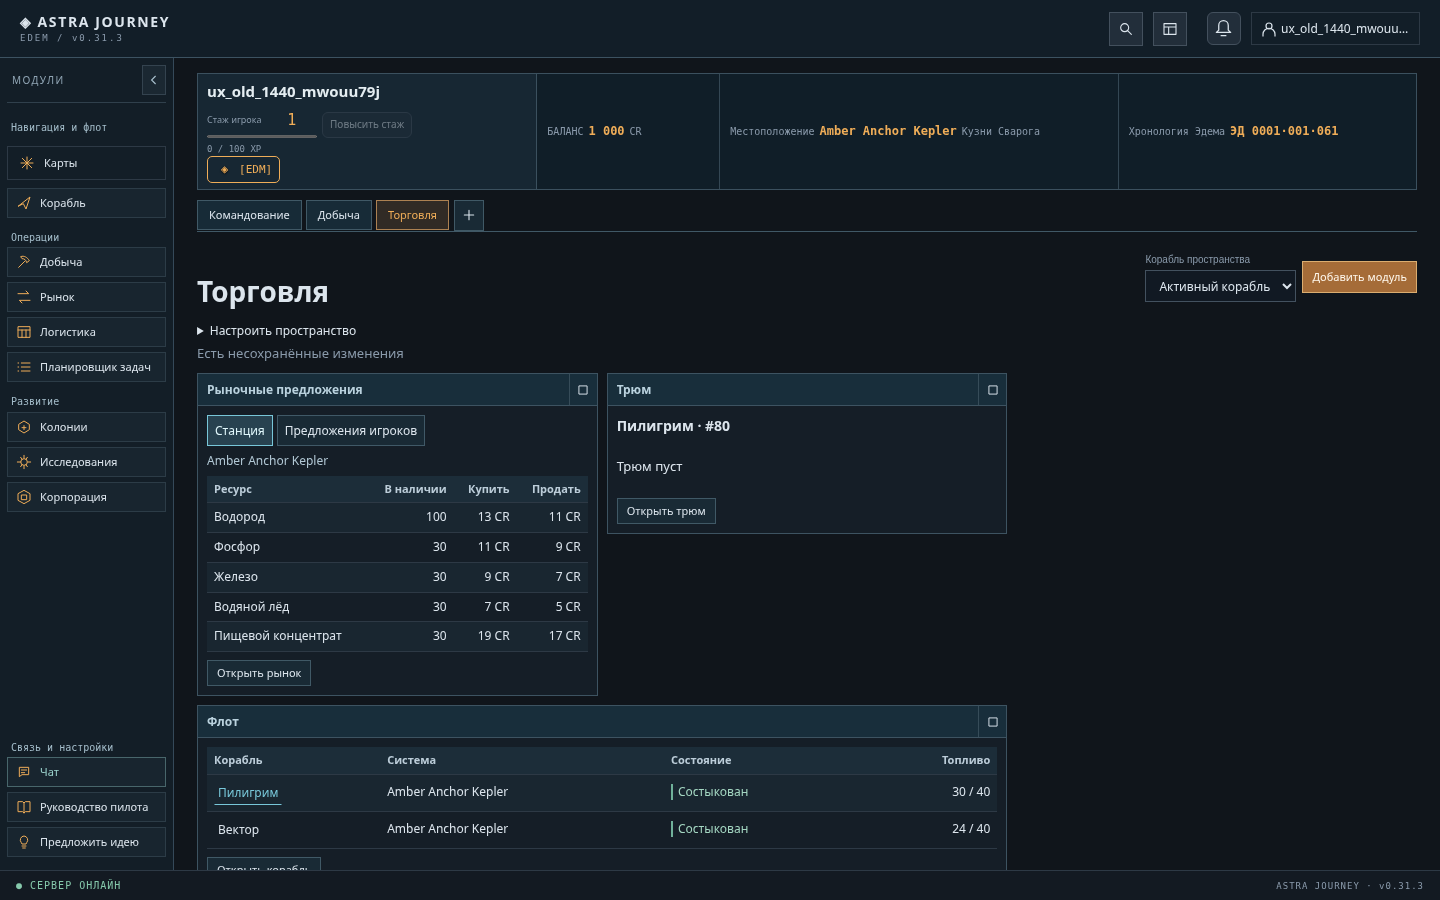 ◈ ASTRA JOURNEY
EDEM / v0.31.3
ux_old_1440_mwouu...
МОДУЛИ
Навигация и флот
Карты
Корабль
Операции
Добыча
Рынок
Логистика
Планировщик задач
Развитие
Колонии
Исследования
Корпорация
Связь и настройки
Чат
Руководство пилота
Предложить идею
ux_old_1440_mwouu79j
Стаж игрока 1 Повысить стаж
0 / 100 XP
◈ [EDM]
БАЛАНС 1 000 CR
Местоположение Amber Anchor Kepler Кузни Сварога
Хронология Эдема ЭД 0001·001·061
Командование Добыча Торговля +
Торговля
Корабль пространства
Активный корабль
Добавить модуль
▶ Настроить пространство
Есть несохранённые изменения
Рыночные предложения
Станция Предложения игроков
Amber Anchor Kepler
Ресурс В наличии Купить Продать
Водород 100 13 CR 11 CR
Фосфор 30 11 CR 9 CR
Железо 30 9 CR 7 CR
Водяной лёд 30 7 CR 5 CR
Пищевой концентрат 30 19 CR 17 CR
Открыть рынок
Трюм
Пилигрим · #80
Трюм пуст
Открыть трюм
Флот
Корабль Система Состояние Топливо
Пилигрим Amber Anchor Kepler Состыкован 30 / 40
Вектор Amber Anchor Kepler Состыкован 24 / 40
Открыть корабль
● СЕРВЕР ОНЛАЙН
ASTRA JOURNEY · v0.31.3